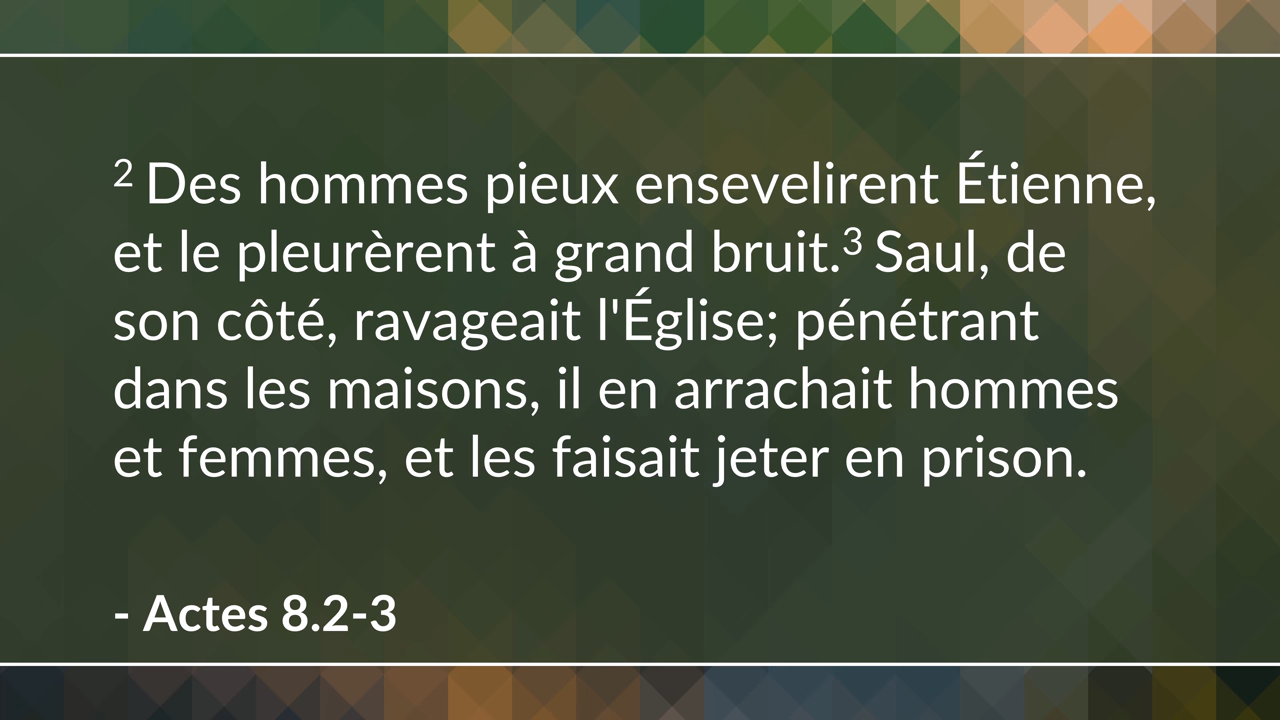 ² Des hommes pieux ensevelirent Étienne,
et le pleurèrent à grand bruit.³ Saul, de
son côté, ravageait l'Église; pénétrant
dans les maisons, il en arrachait hommes
et femmes, et les faisait jeter en prison.
- Actes 8.2-3